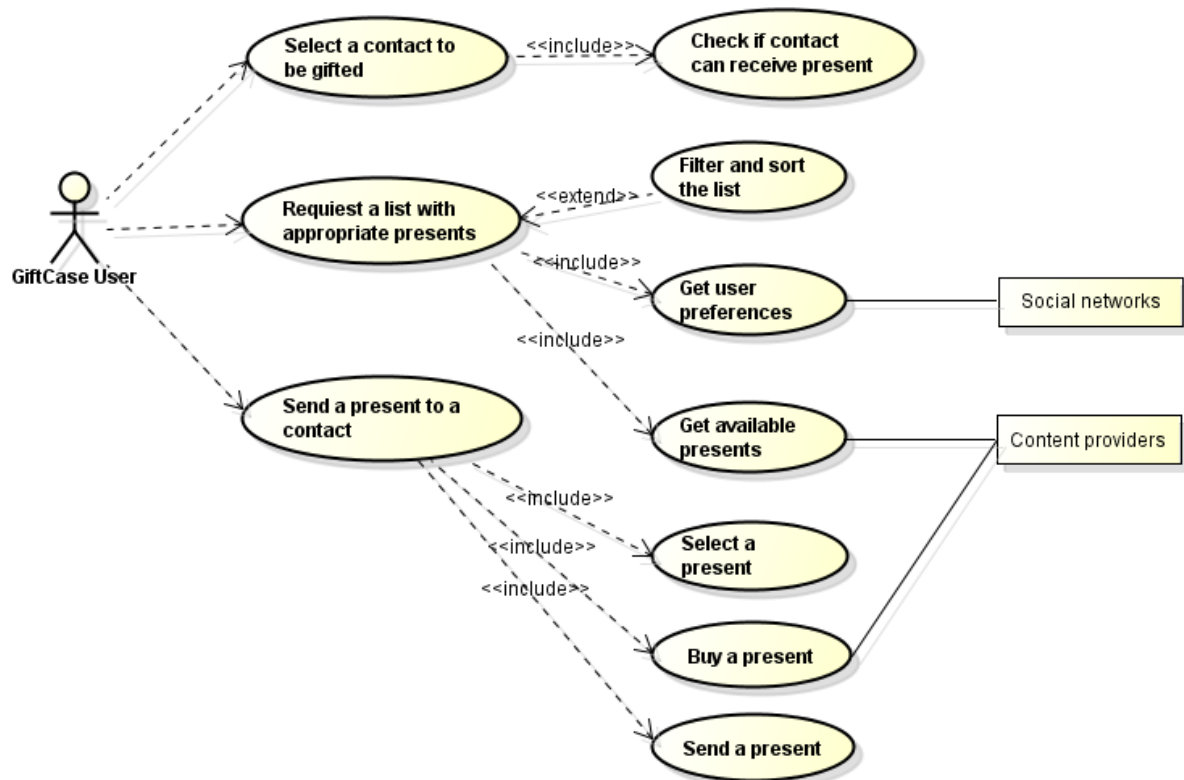 Select a contact to
be gifted
<<include>>
Check if contact
can receive present
Filter and sort
the list
<<extend>>
GiftCase User
Requiest a list with
appropriate presents
<<include>>
Get user
preferences
Social networks
<<include>>
Send a present to a
contact
Get available
presents
Content providers
<<include>>
Select a
present
<<include>>
<<include>>
Buy a present
Send a present